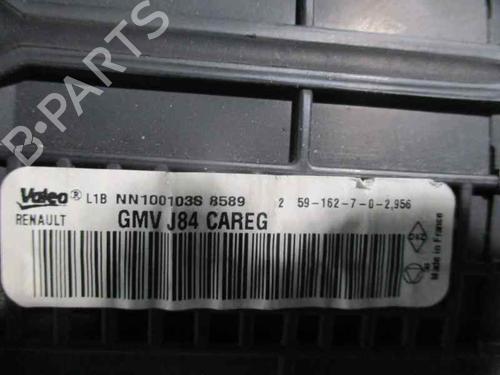 B-PARTS
Valeo® L1B NN100103S 8589 2 59-162-7-0-2,956
RENAULT GMV J84 CAREG
Made in France